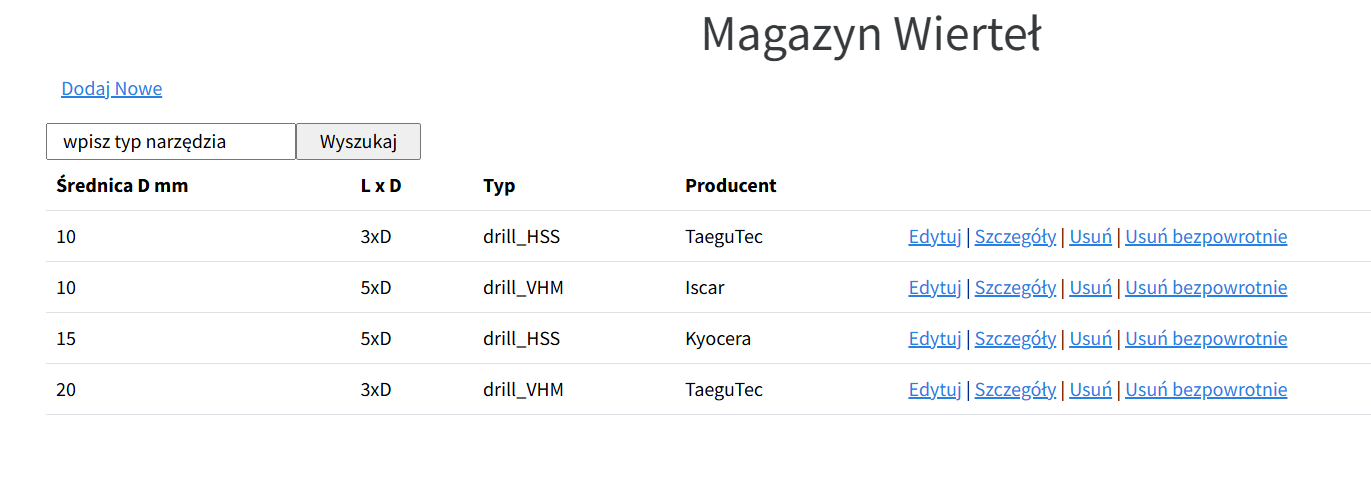 Magazyn Wierteł
Dodaj Nowe
wpisz typ narzędzia Wyszukaj
Średnica D mm L x D Typ Producent
10 3xD drill_HSS TaeguTec Edytuj | Szczegóły | Usuń | Usuń bezpowrotnie
10 5xD drill_VHM Iscar Edytuj | Szczegóły | Usuń | Usuń bezpowrotnie
15 5xD drill_HSS Kyocera Edytuj | Szczegóły | Usuń | Usuń bezpowrotnie
20 3xD drill_VHM TaeguTec Edytuj | Szczegóły | Usuń | Usuń bezpowrotnie